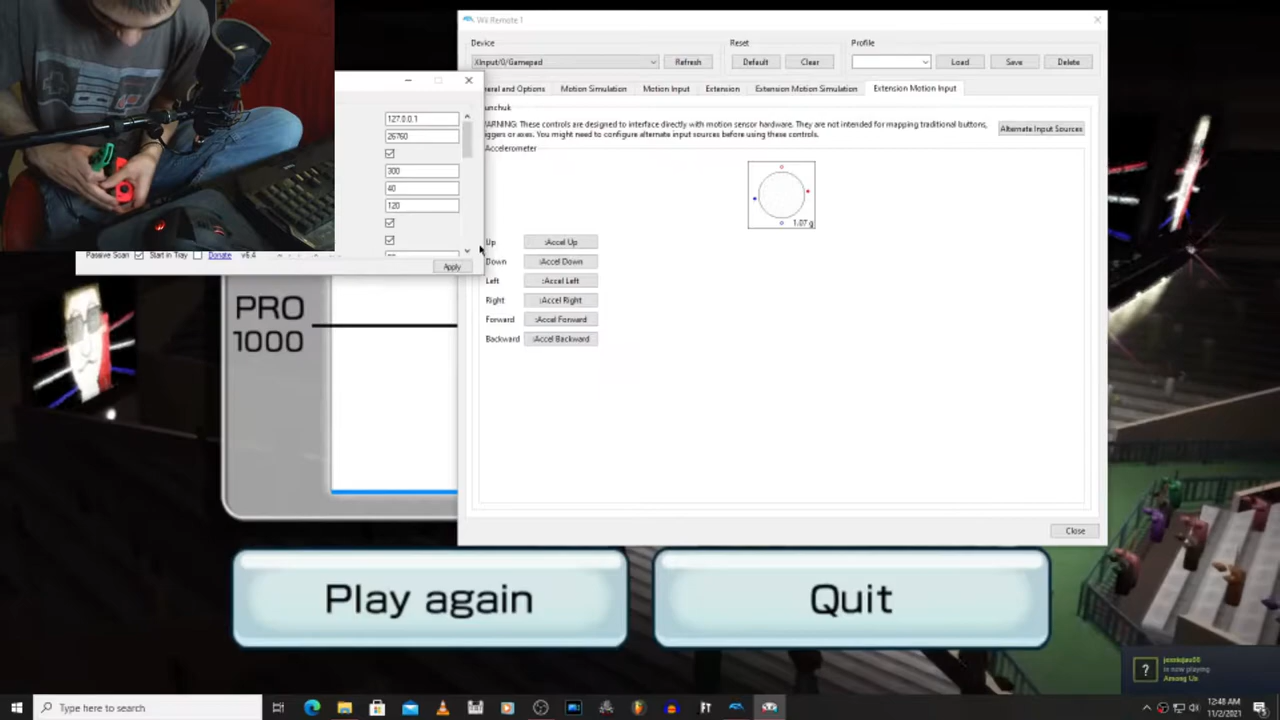 Wii Remote 1
Device
Reset
Profile
XInput/0/Gamepad
Refresh
Default
Clear
Load
Save
Delete
eral and Options
Motion Simulation
Motion Input
Extension
Extension Motion Simulation
Extension Motion Input
unchuk
WARNING: These controls are designed to interface directly with motion sensor hardware. They are not intended for mapping traditional buttons,
iggers or axes. You might need to configure alternate input sources before using these controls.
Alternate Input Sources
Accelerometer
1.07 g
Up
:Accel Up
Down
:Accel Down
Left
:Accel Left
Right
:Accel Right
Forward
:Accel Forward
Backward
:Accel Backward
Close
127.0.0.1
26760
300
40
120
Passive Scan
Start in Tray
Donate
v6.4
Apply
PRO
1000
Play again
Quit
is now playing
Among Us
Type here to search
12:48 AM
11/2/2021